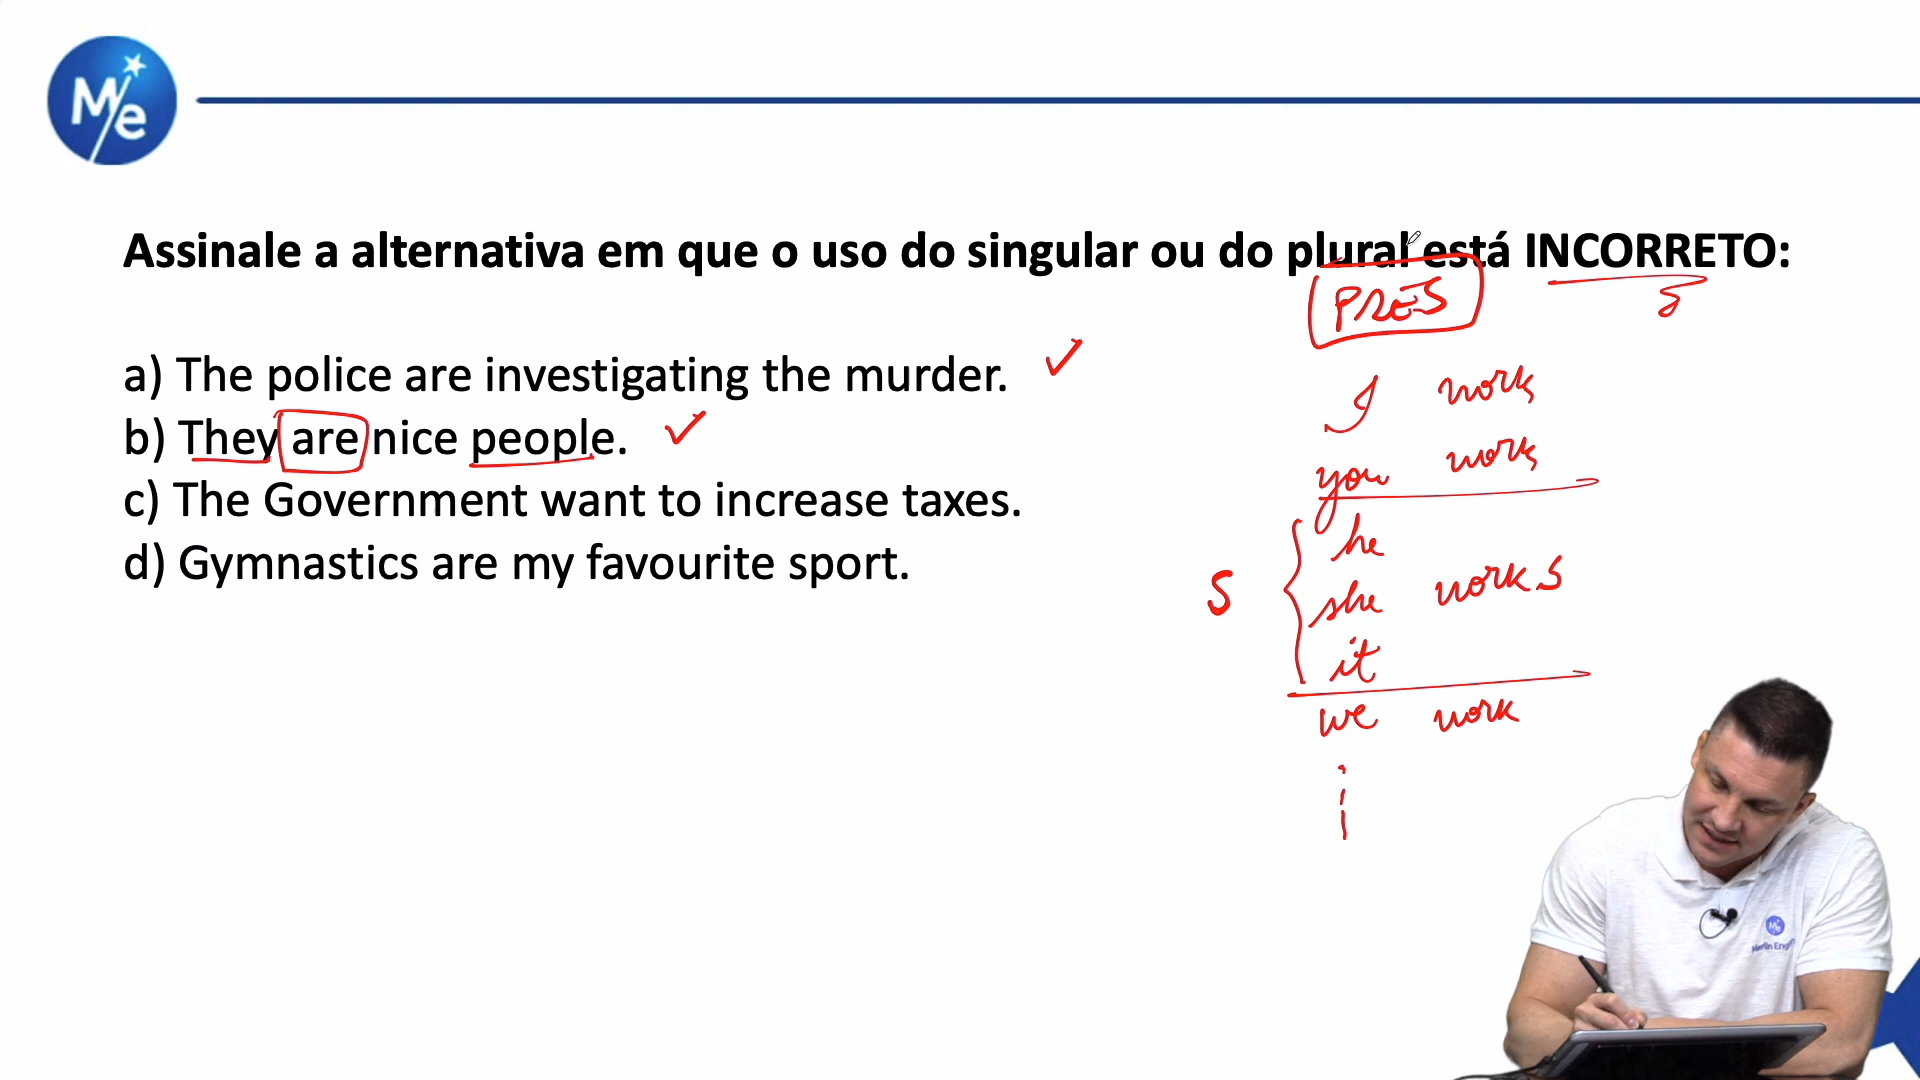 M/e
Assinale a alternativa em que o uso do singular ou do plural está INCORRETO:
PRES
a) The police are investigating the murder.
b) They are nice people.
c) The Government want to increase taxes.
d) Gymnastics are my favourite sport.
I work
you work
he
S she works
it
we work
Me